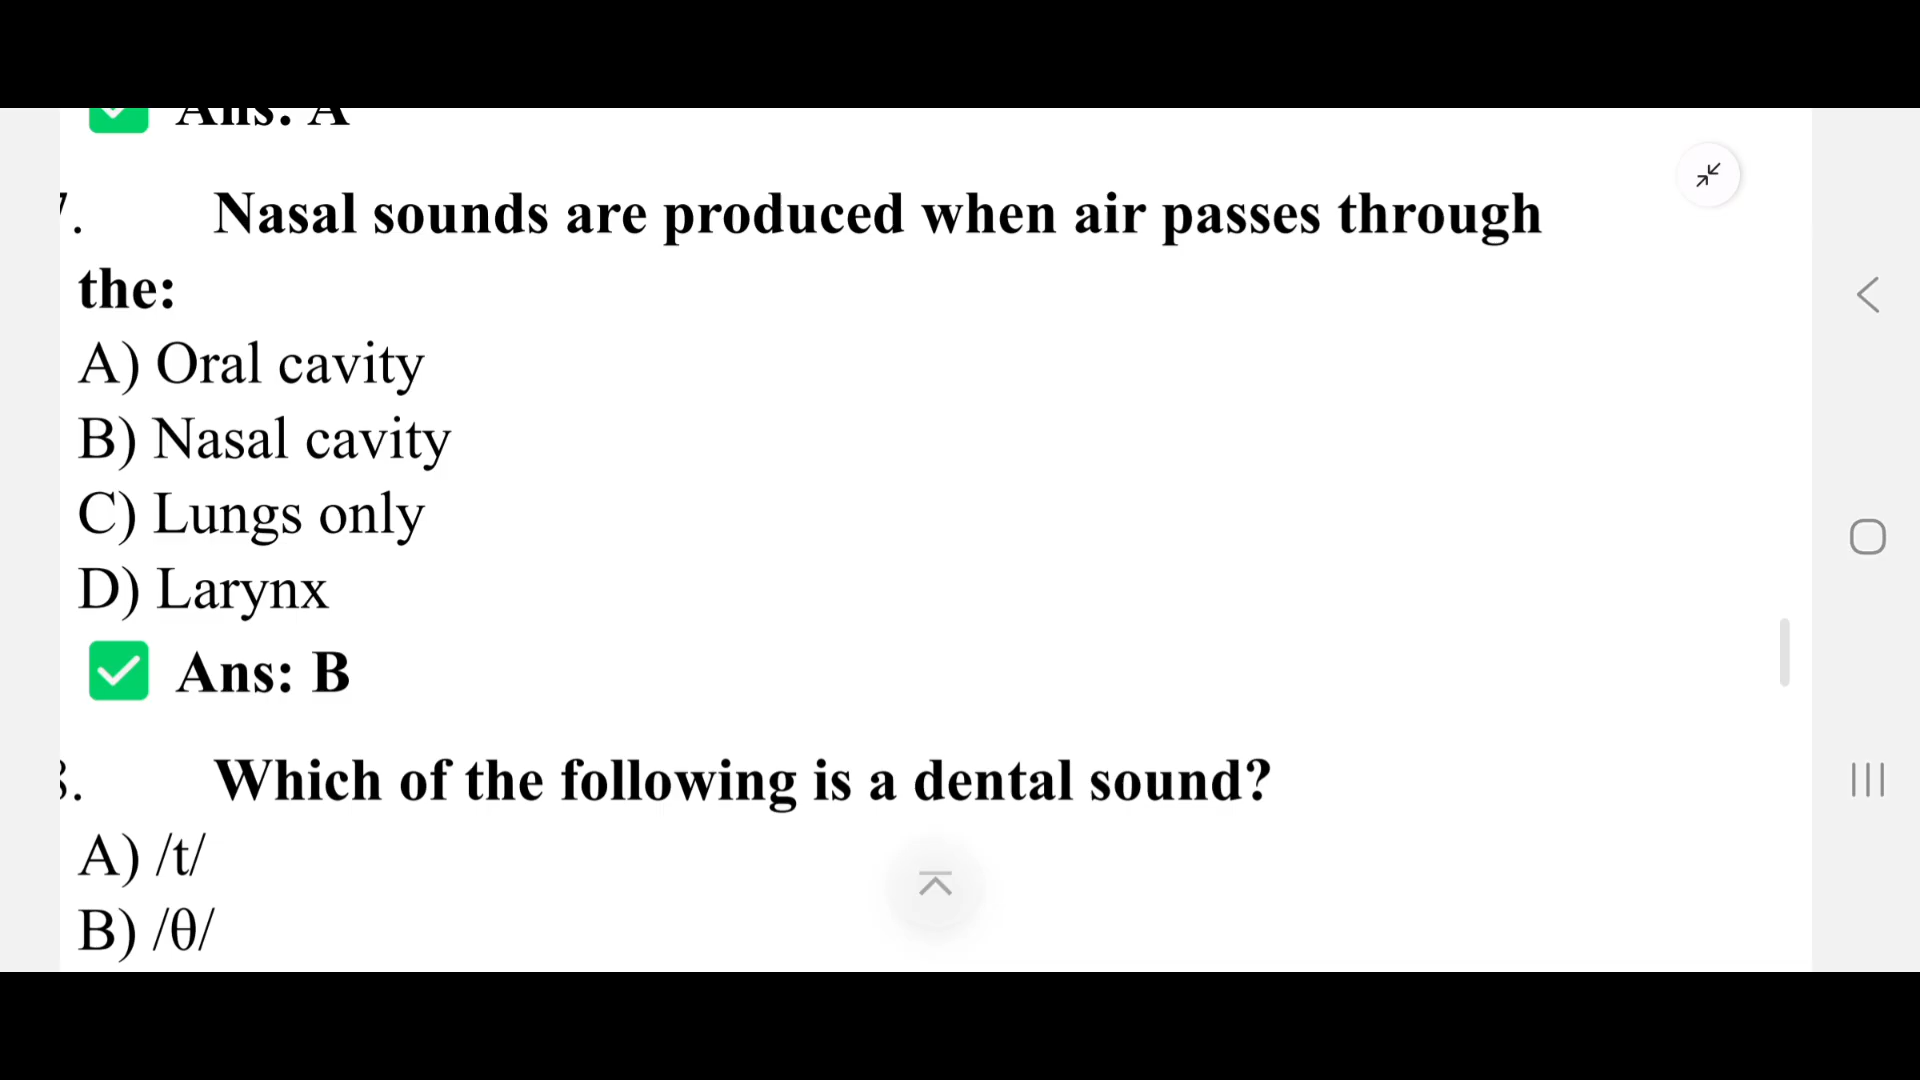 Ans: A
7. Nasal sounds are produced when air passes through
the:
A) Oral cavity
B) Nasal cavity
C) Lungs only
D) Larynx
Ans: B
8. Which of the following is a dental sound?
A) /t/
B) /θ/